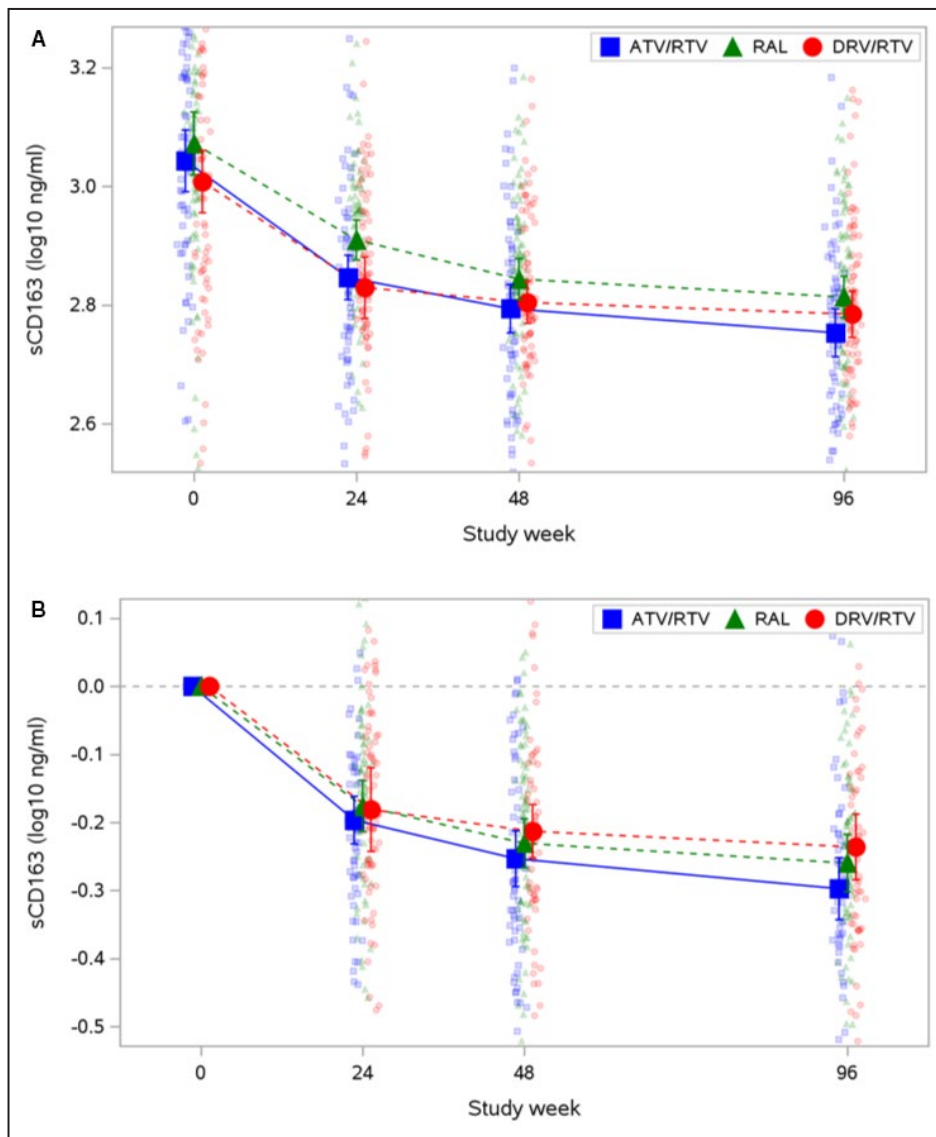 A
ATV/RTV RAL DRV/RTV
3.2
3.0
2.8
2.6
sCD163 (log10 ng/ml)
0 24 48 96
Study week
B
ATV/RTV RAL DRV/RTV
0.1
0.0
-0.1
-0.2
-0.3
-0.4
-0.5
sCD163 (log10 ng/ml)
0 24 48 96
Study week